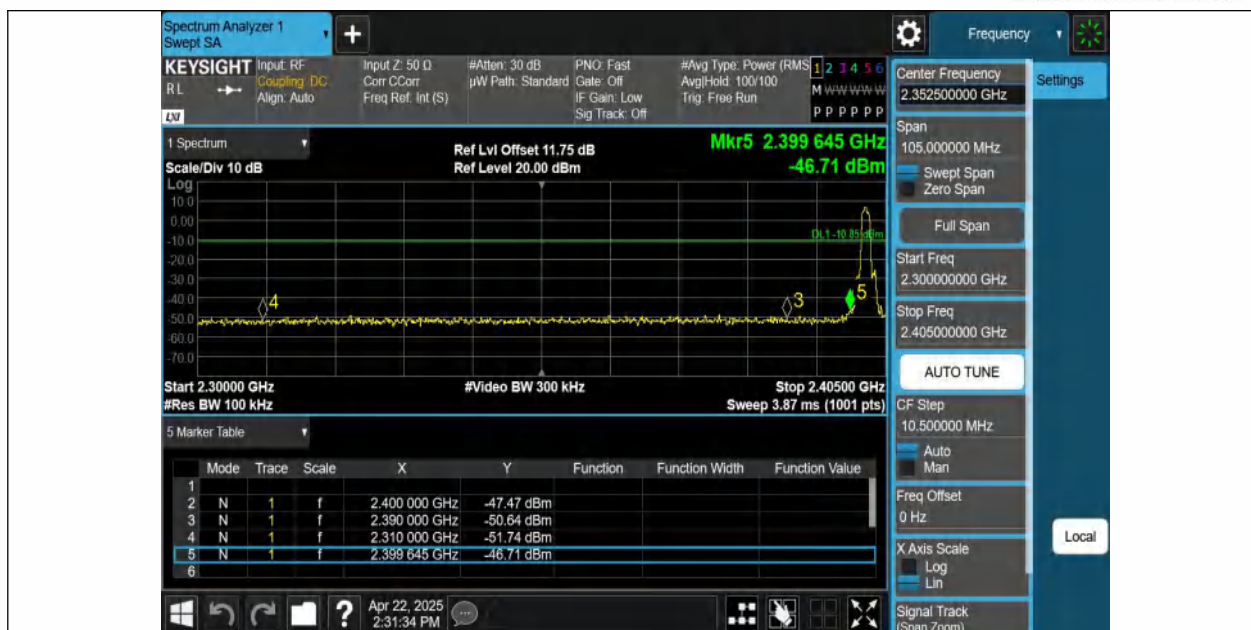 Spectrum Analyzer 1
Swept SA
+
Frequency
KEYSIGHT
RL
LXI
Input: RF
Coupling: DC
Align: Auto
Input Z: 50 Ω
Corr CCorr
Freq Ref: Int (S)
#Atten: 30 dB
µW Path: Standard
PNO: Fast
Gate: Off
IF Gain: Low
Sig Track: Off
#Avg Type: Power (RMS
Avg|Hold: 100/100
Trig: Free Run
1 2 3 4 5 6
M W W W W W
P P P P P P
1 Spectrum
Scale/Div 10 dB
Ref Lvl Offset 11.75 dB
Ref Level 20.00 dBm
Mkr5 2.399 645 GHz
-46.71 dBm
Log
10.0
0.00
-10.0
-20.0
-30.0
-40.0
-50.0
-60.0
-70.0
DL1 -10.85 dBm
4
3
5
Start 2.30000 GHz
#Res BW 100 kHz
#Video BW 300 kHz
Stop 2.40500 GHz
Sweep 3.87 ms (1001 pts)
5 Marker Table
Mode Trace Scale X Y Function Function Width Function Value
1
2 N 1 f 2.400 000 GHz -47.47 dBm
3 N 1 f 2.390 000 GHz -50.64 dBm
4 N 1 f 2.310 000 GHz -51.74 dBm
5 N 1 f 2.399 645 GHz -46.71 dBm
6
?
Apr 22, 2025
2:31:34 PM
Center Frequency
2.352500000 GHz
Span
105.000000 MHz
Swept Span
Zero Span
Full Span
Start Freq
2.300000000 GHz
Stop Freq
2.405000000 GHz
AUTO TUNE
CF Step
10.500000 MHz
Auto
Man
Freq Offset
0 Hz
X Axis Scale
Log
Lin
Signal Track
(Span Zoom)
Settings
Local